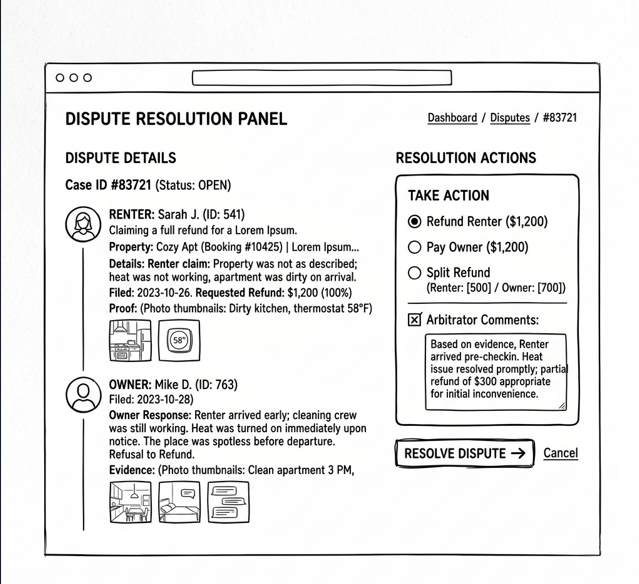 DISPUTE RESOLUTION PANEL
Dashboard / Disputes / #83721
DISPUTE DETAILS
Case ID #83721 (Status: OPEN)
RENTER: Sarah J. (ID: 541)
Claiming a full refund for a Lorem Ipsum.
Property: Cozy Apt (Booking #10425) | Lorem Ipsum...
Details: Renter claim: Property was not as described;
heat was not working, apartment was dirty on arrival.
Filed: 2023-10-26. Requested Refund: $1,200 (100%)
Proof: (Photo thumbnails: Dirty kitchen, thermostat 58°F)
58°
OWNER: Mike D. (ID: 763)
Filed: 2023-10-28)
Owner Response: Renter arrived early; cleaning crew
was still working. Heat was turned on immediately upon
notice. The place was spotless before departure.
Refusal to Refund.
Evidence: (Photo thumbnails: Clean apartment 3 PM,
RESOLUTION ACTIONS
TAKE ACTION
Refund Renter ($1,200)
Pay Owner ($1,200)
Split Refund
(Renter: [500] / Owner: [700])
Arbitrator Comments:
Based on evidence, Renter
arrived pre-checkin. Heat
issue resolved promptly; partial
refund of $300 appropriate
for initial inconvenience.
RESOLVE DISPUTE →
Cancel